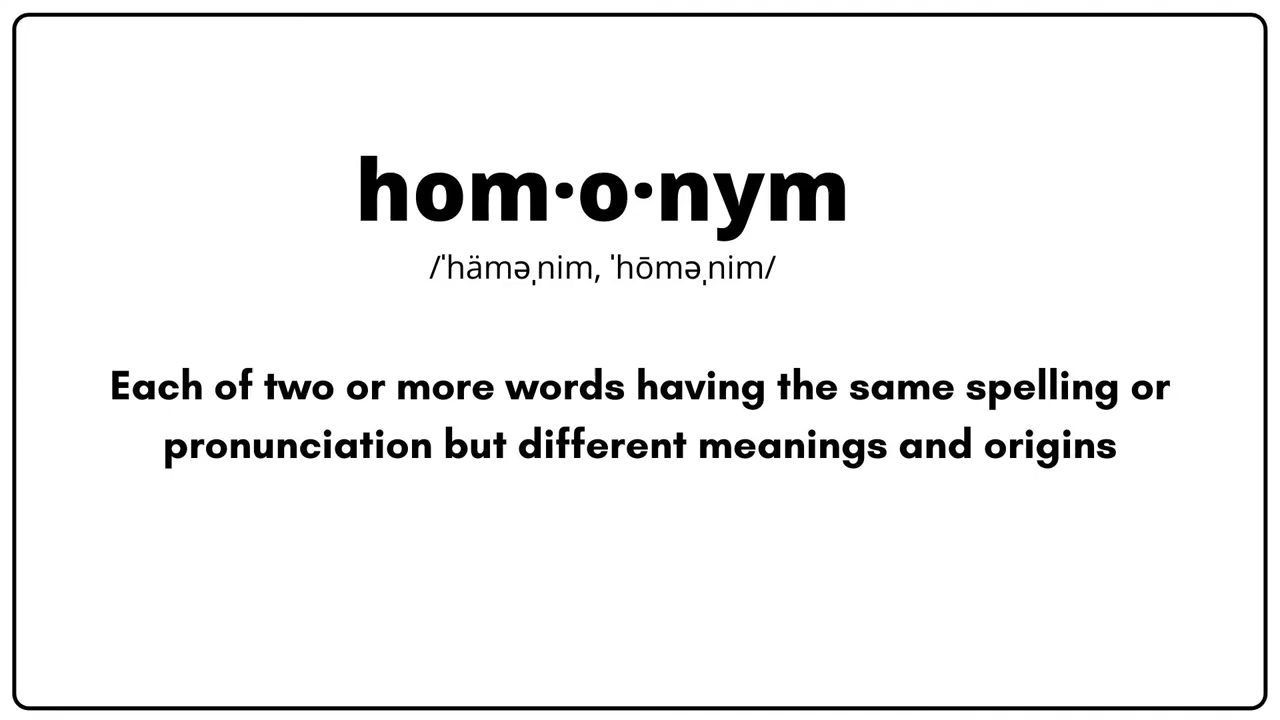 hom·o·nym
/ˈhäməˌnim, ˈhōməˌnim/
Each of two or more words having the same spelling or
pronunciation but different meanings and origins